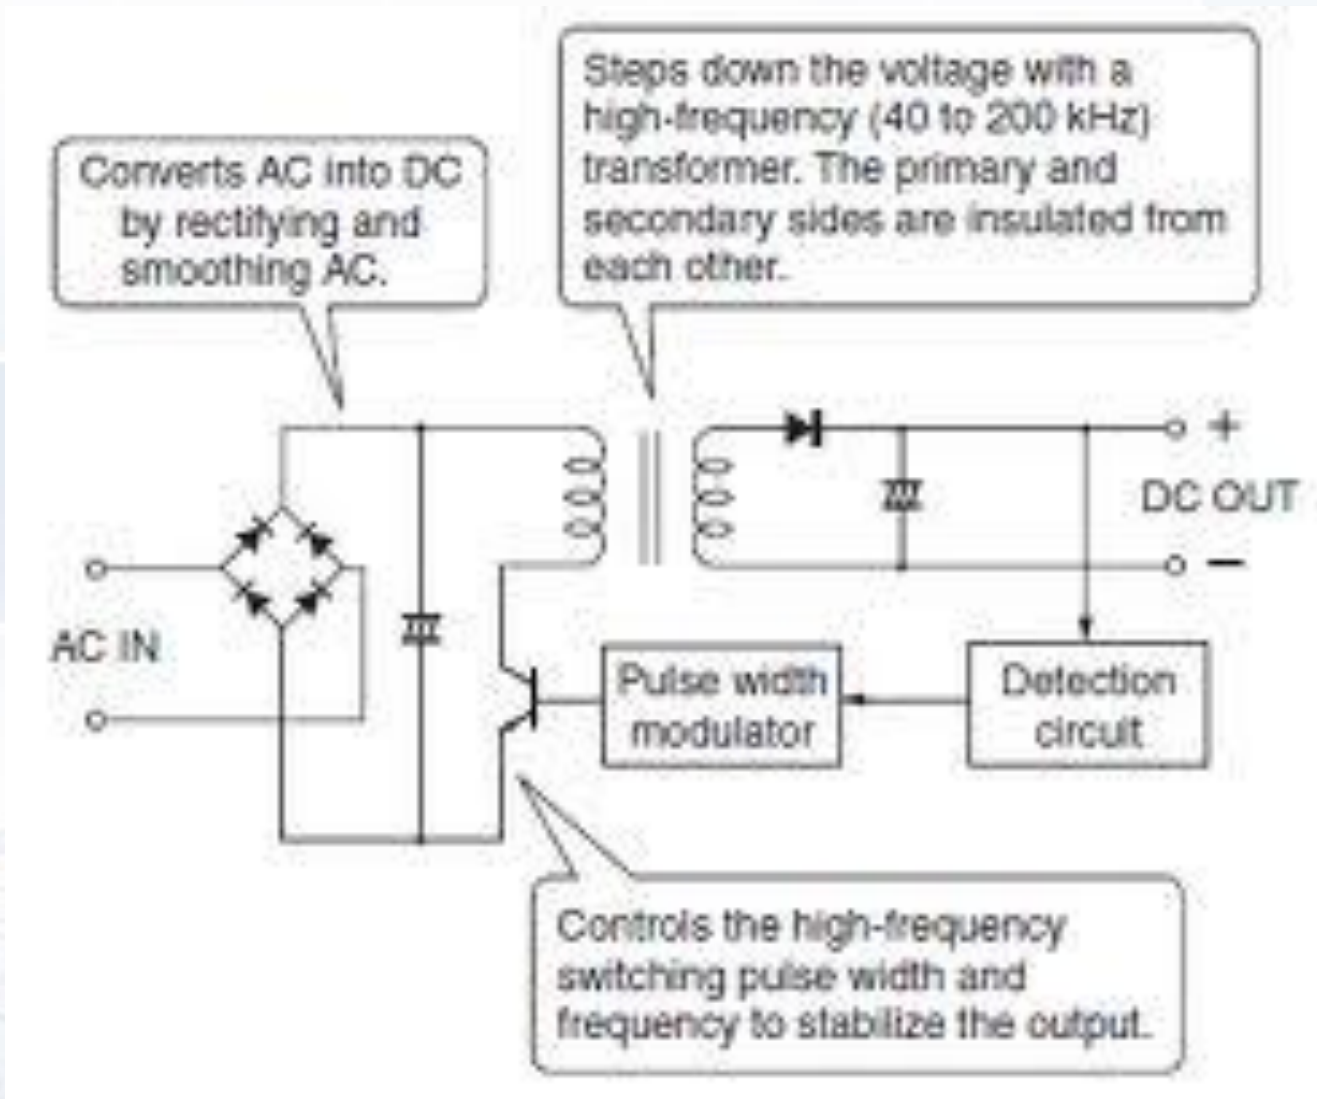 Steps down the voltage with a
high-frequency (40 to 200 kHz)
transformer. The primary and
secondary sides are insulated from
each other.
Converts AC into DC
by rectifying and
smoothing AC.
+
DC OUT
−
AC IN
Pulse width
modulator
Detection
circuit
Controls the high-frequency
switching pulse width and
frequency to stabilize the output.